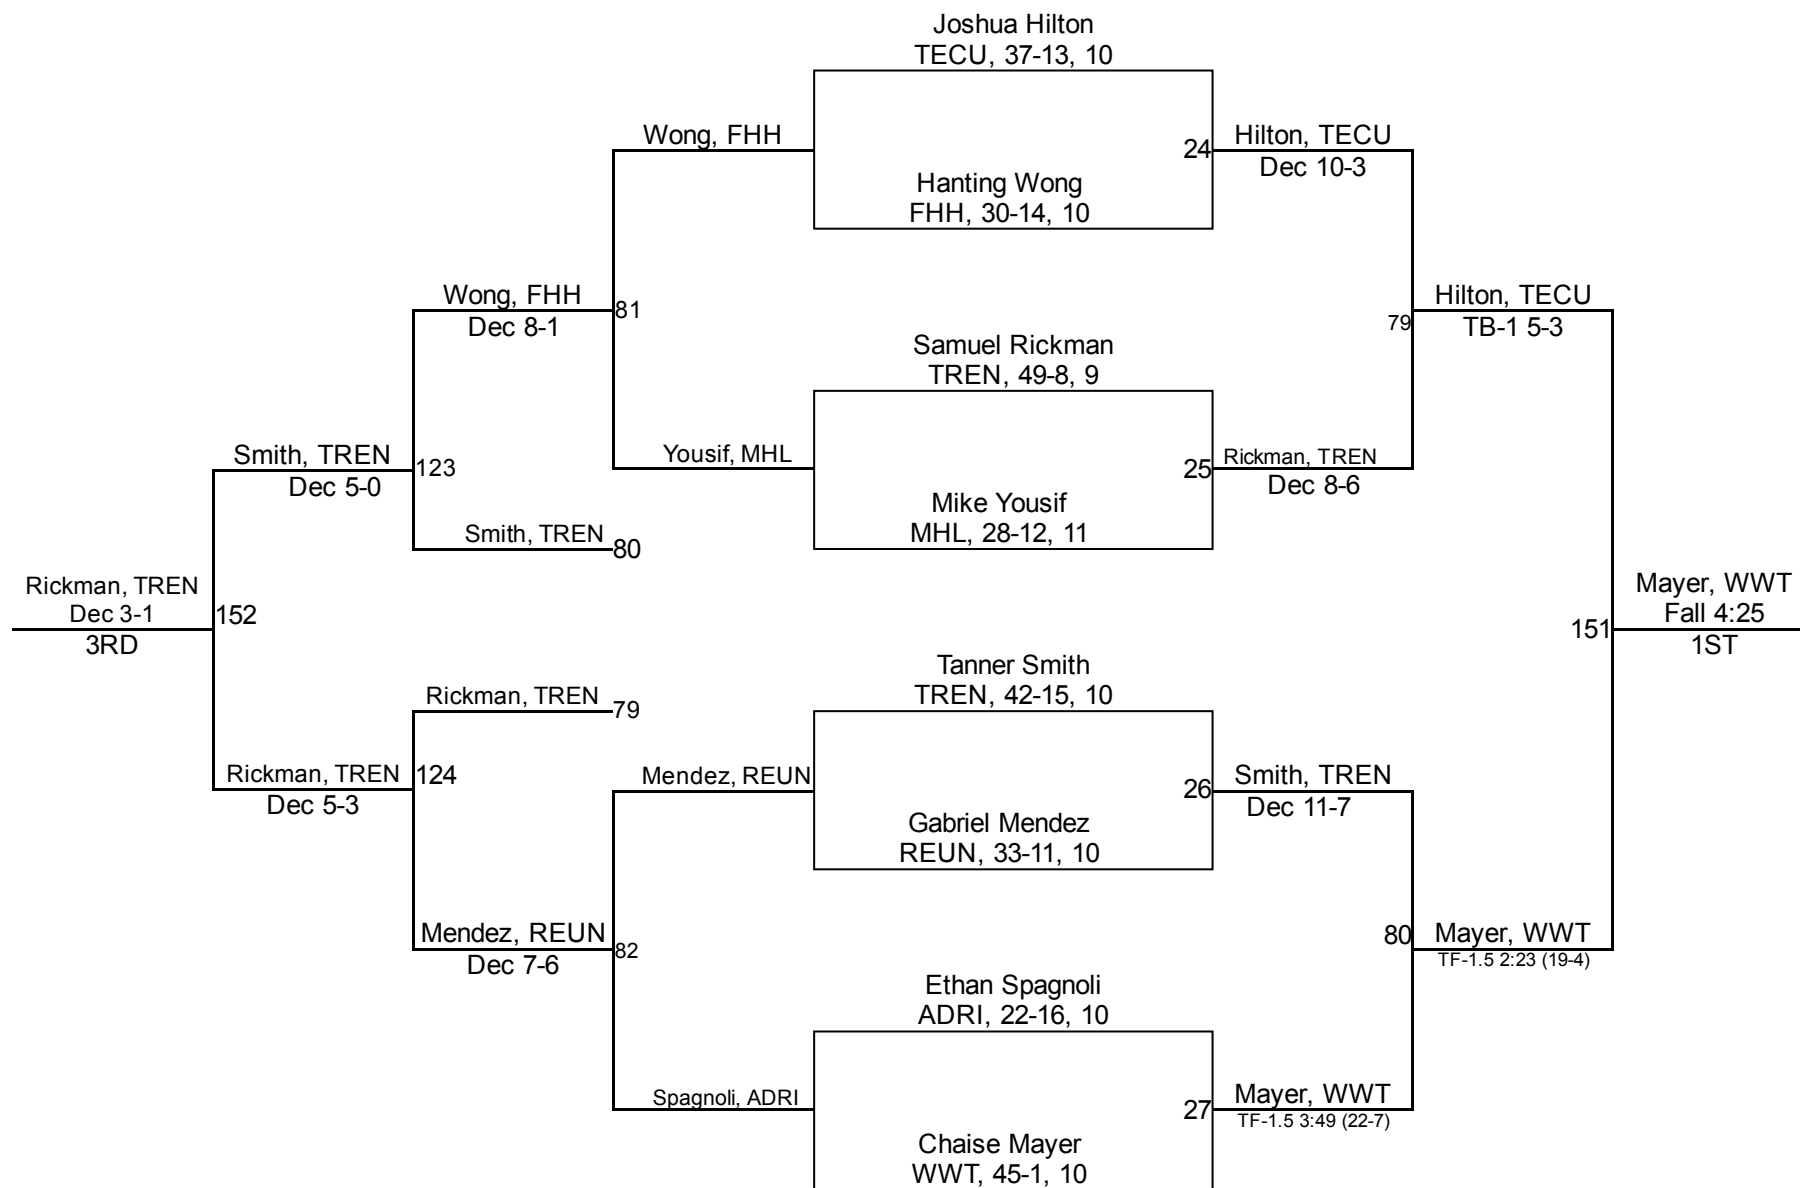 Joshua Hilton
TECU, 37-13, 10
Wong, FHH
24
Hilton, TECU
Dec 10-3
Hanting Wong
FHH, 30-14, 10
Wong, FHH
Dec 8-1
81
79
Hilton, TECU
TB-1 5-3
Samuel Rickman
TREN, 49-8, 9
Smith, TREN
Dec 5-0
123
Yousif, MHL
25
Rickman, TREN
Dec 8-6
Mike Yousif
MHL, 28-12, 11
Smith, TREN
80
Rickman, TREN
Dec 3-1
3RD
152
151
Mayer, WWT
Fall 4:25
1ST
Tanner Smith
TREN, 42-15, 10
Rickman, TREN
79
Rickman, TREN
Dec 5-3
124
Mendez, REUN
26
Smith, TREN
Dec 11-7
Gabriel Mendez
REUN, 33-11, 10
Mendez, REUN
Dec 7-6
82
80
Mayer, WWT
TF-1.5 2:23 (19-4)
Ethan Spagnoli
ADRI, 22-16, 10
Spagnoli, ADRI
27
Mayer, WWT
TF-1.5 3:49 (22-7)
Chaise Mayer
WWT, 45-1, 10